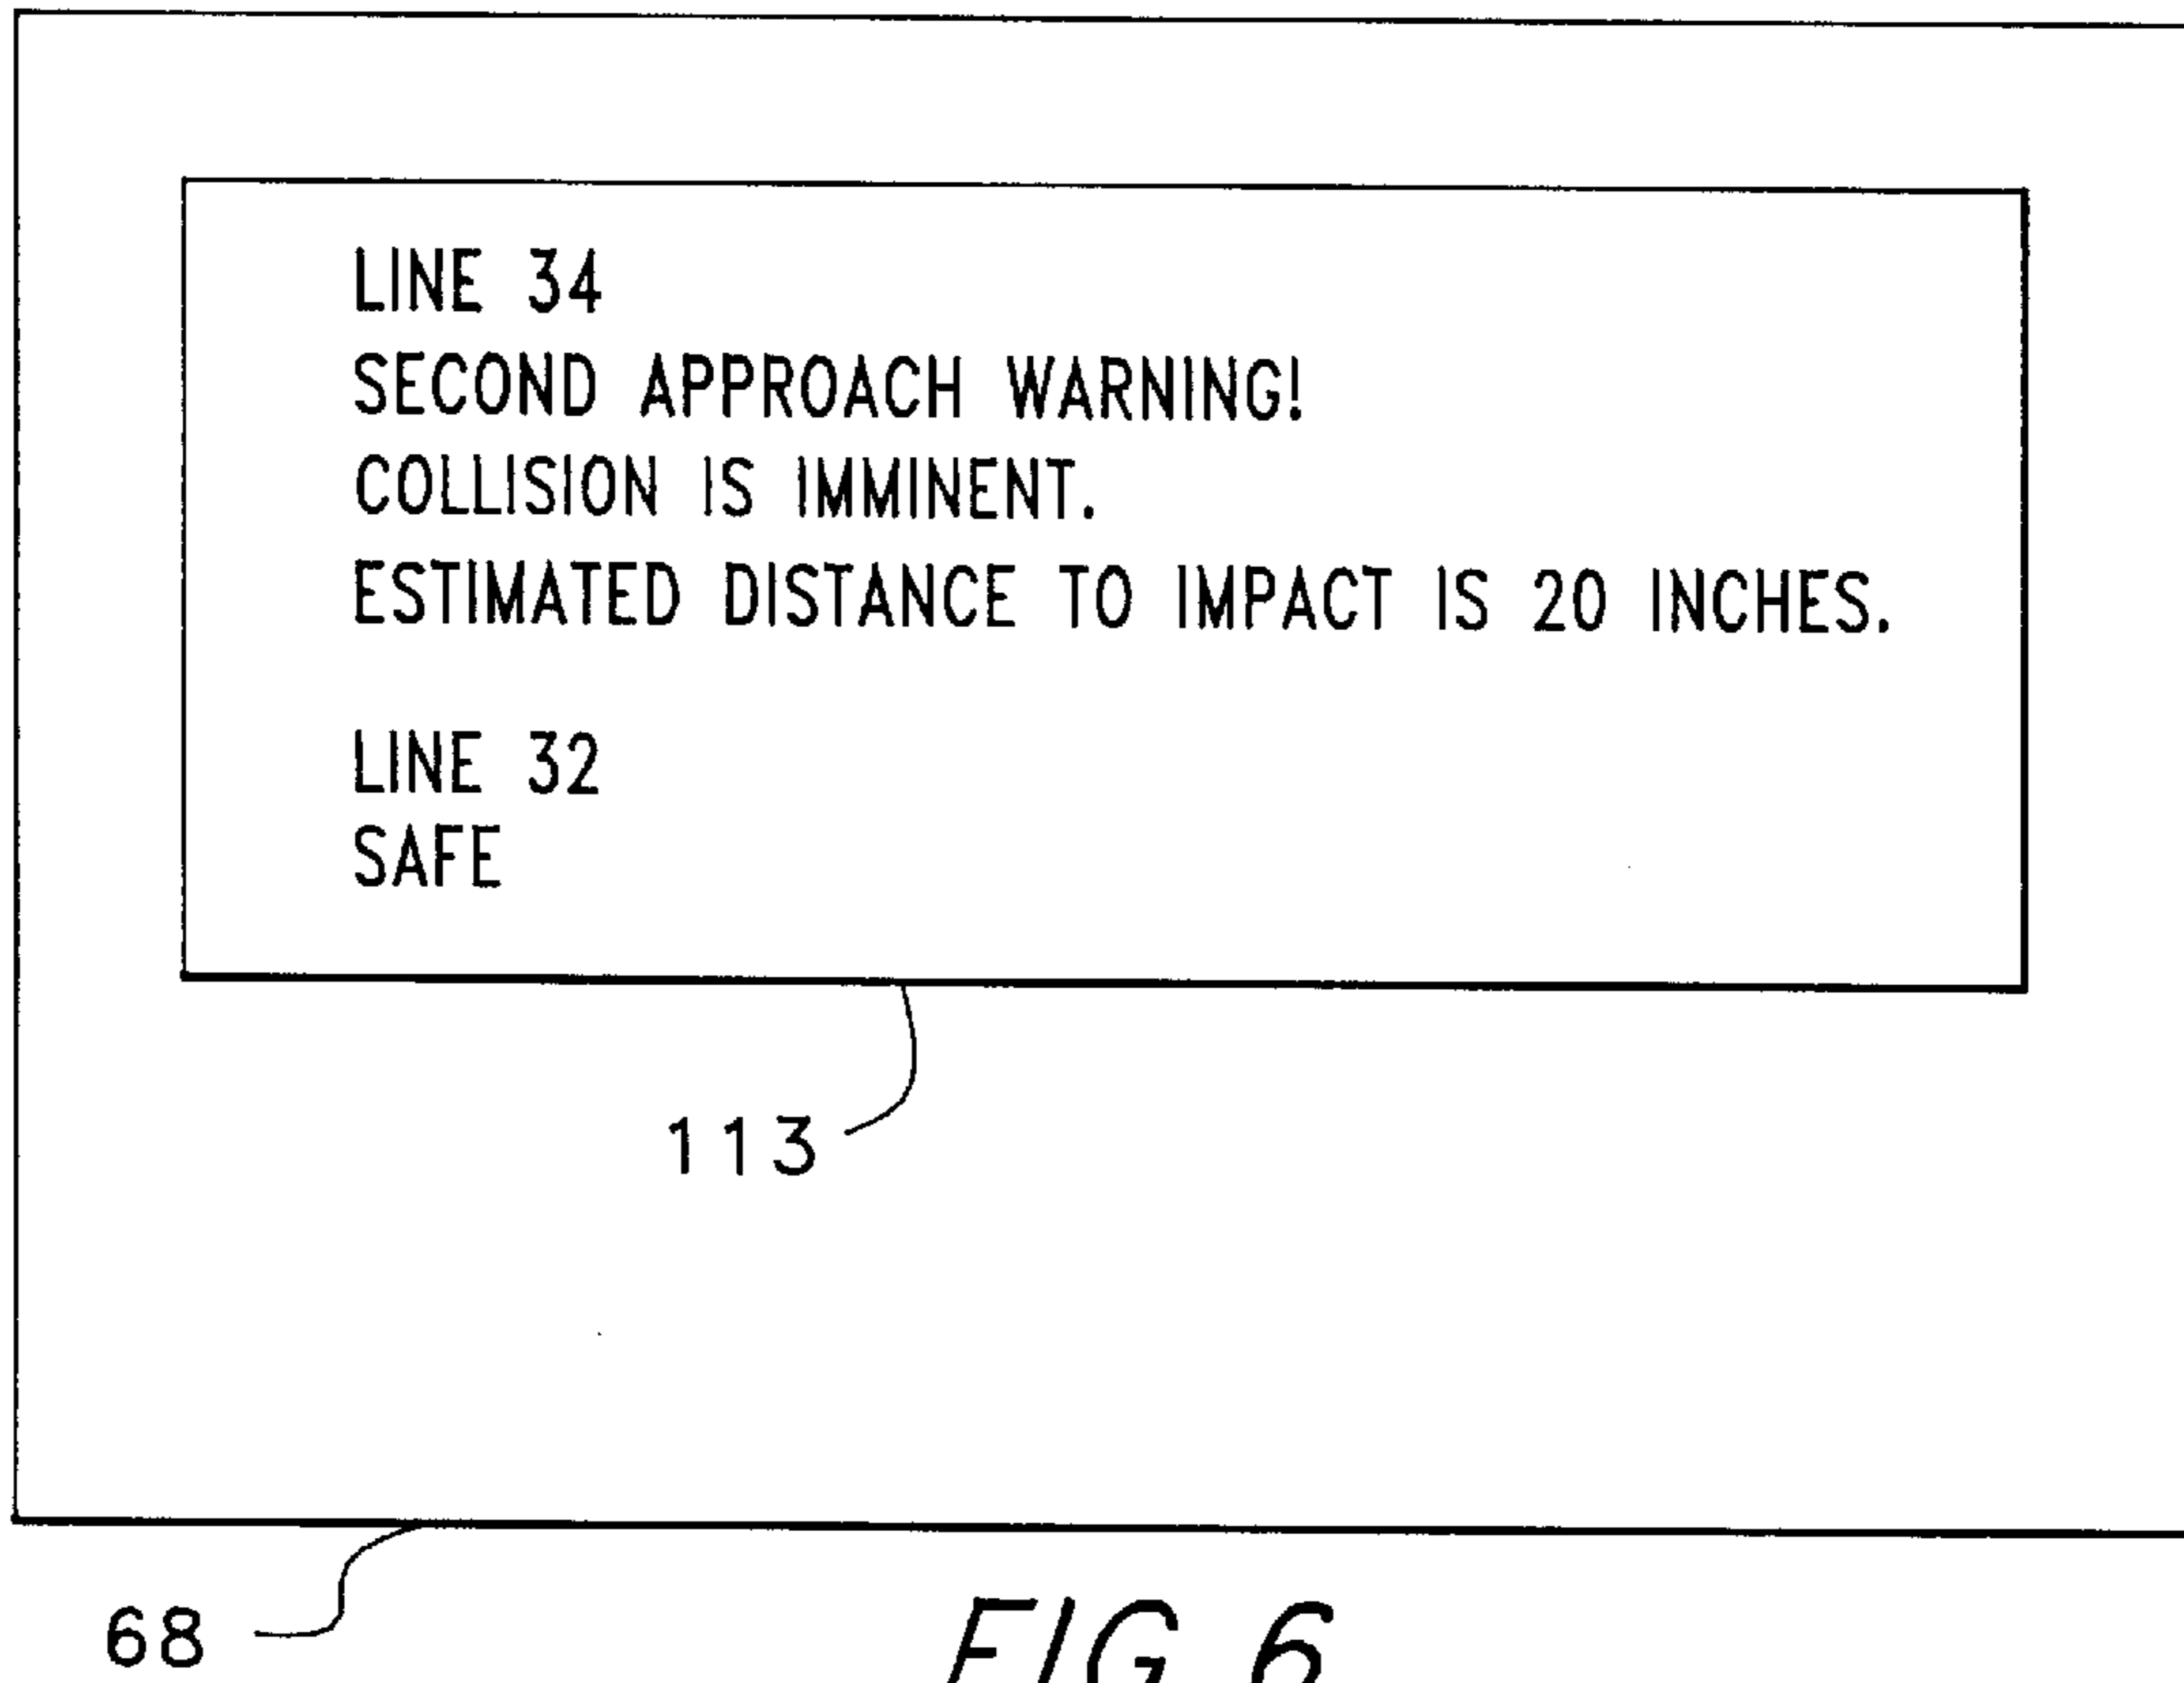 LINE 34
SECOND APPROACH WARNING!
COLLISION IS IMMINENT.
ESTIMATED DISTANCE TO IMPACT IS 20 INCHES.
LINE 32
SAFE
113
68
FIG 6